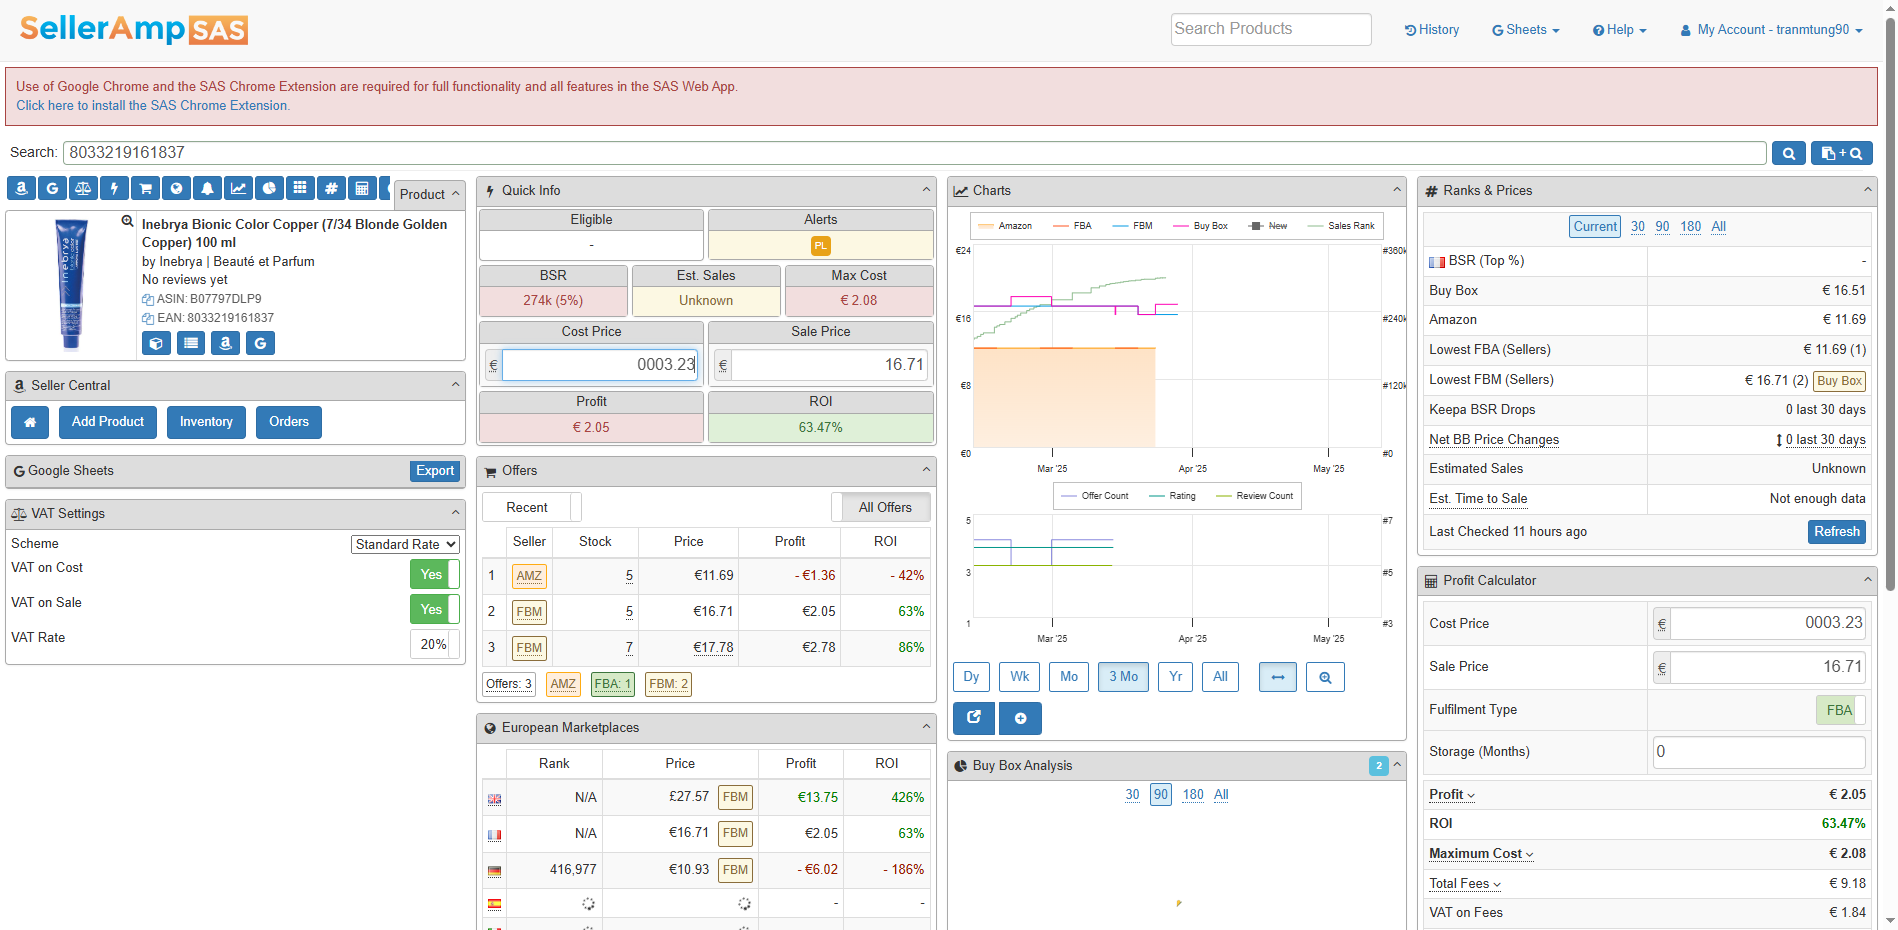 SellerAmp SAS
Search Products
History
Sheets
Help
My Account - tranmtung90
Use of Google Chrome and the SAS Chrome Extension are required for full functionality and all features in the SAS Web App.
Click here to install the SAS Chrome Extension.
Search: 8033219161837
+
Product
Inebrya Bionic Color Copper (7/34 Blonde Golden
Copper) 100 ml
by Inebrya | Beauté et Parfum
No reviews yet
ASIN: B07797DLP9
EAN: 8033219161837
inebrya
Seller Central
Add Product Inventory Orders
Google Sheets Export
VAT Settings
Scheme Standard Rate
VAT on Cost Yes
VAT on Sale Yes
VAT Rate 20%
Quick Info
Eligible Alerts
- PL
BSR Est. Sales Max Cost
274k (5%) Unknown € 2.08
Cost Price Sale Price
€ 0003.23 € 16.71
Profit ROI
€ 2.05 63.47%
Offers
Recent All Offers
Seller Stock Price Profit ROI
1 AMZ 5 €11.69 - €1.36 - 42%
2 FBM 5 €16.71 €2.05 63%
3 FBM 7 €17.78 €2.78 86%
Offers: 3 AMZ FBA: 1 FBM: 2
European Marketplaces
Rank Price Profit ROI
N/A £27.57 FBM €13.75 426%
N/A €16.71 FBM €2.05 63%
416,977 €10.93 FBM - €6.02 - 186%
- -
Charts
Amazon FBA FBM Buy Box New Sales Rank
€24 #360k
€16 #240k
€8 #120k
€0 #0
Mar '25 Apr '25 May '25
Offer Count Rating Review Count
5 #7
3 #5
1 #3
Mar '25 Apr '25 May '25
Dy Wk Mo 3 Mo Yr All
Buy Box Analysis 2
30 90 180 All
Ranks & Prices
Current 30 90 180 All
BSR (Top %) -
Buy Box € 16.51
Amazon € 11.69
Lowest FBA (Sellers) € 11.69 (1)
Lowest FBM (Sellers) € 16.71 (2) Buy Box
Keepa BSR Drops 0 last 30 days
Net BB Price Changes 0 last 30 days
Estimated Sales Unknown
Est. Time to Sale Not enough data
Last Checked 11 hours ago Refresh
Profit Calculator
Cost Price € 0003.23
Sale Price € 16.71
Fulfilment Type FBA
Storage (Months) 0
Profit € 2.05
ROI 63.47%
Maximum Cost € 2.08
Total Fees € 9.18
VAT on Fees € 1.84